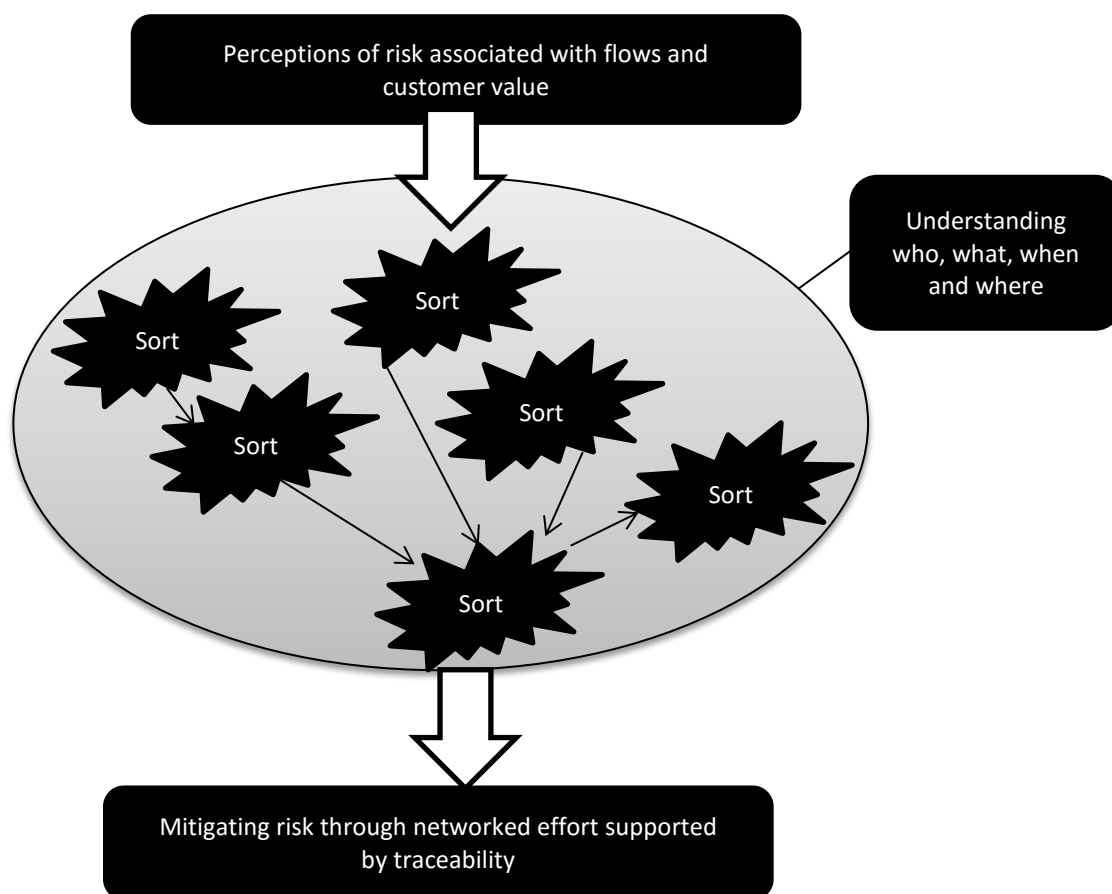 Perceptions of risk associated with flows and
customer value
Understanding
who, what, when
and where
Sort
Sort
Sort
Sort
Sort
Sort
Mitigating risk through networked effort supported
by traceability